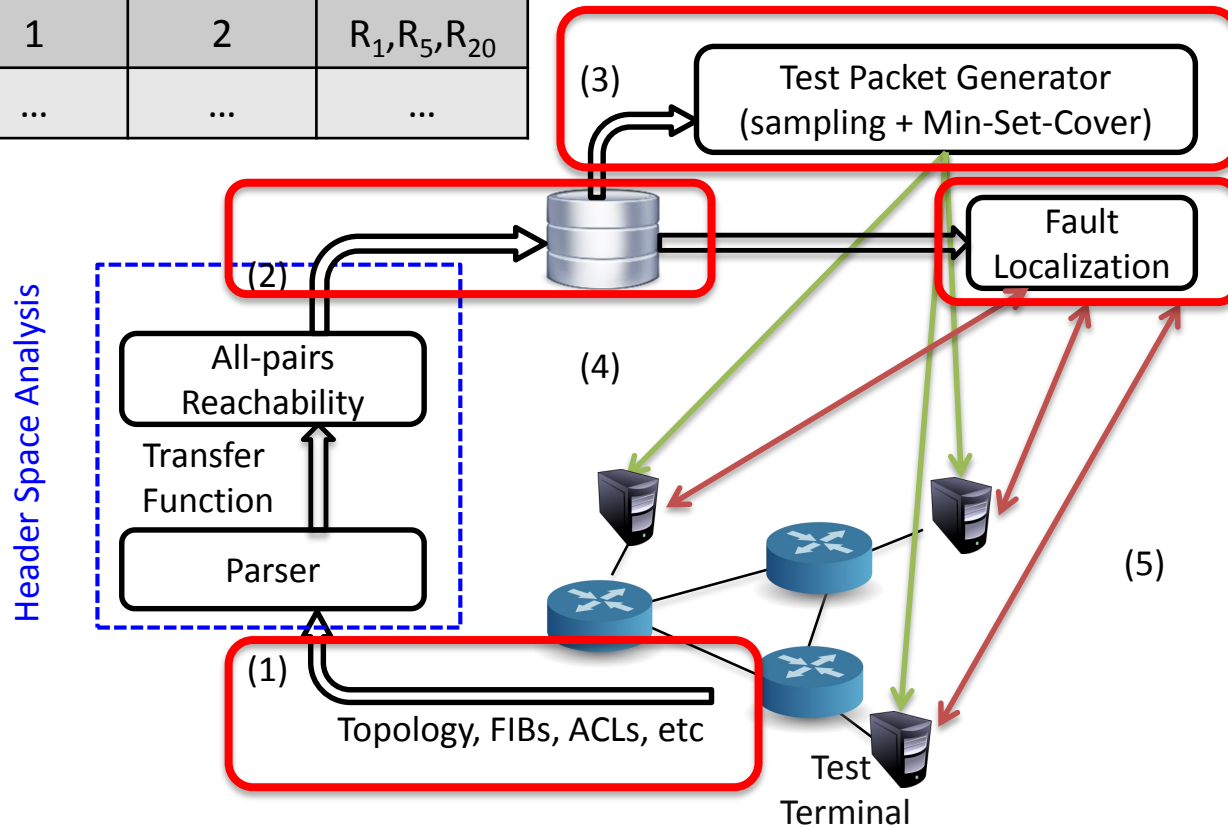 1 2 R₁,R₅,R₂₀
... ... ...
(3)
Test Packet Generator
(sampling + Min-Set-Cover)
(2)
Fault
Localization
Header Space Analysis
All-pairs
Reachability
(4)
Transfer
Function
Parser
(5)
(1)
Topology, FIBs, ACLs, etc
Test
Terminal